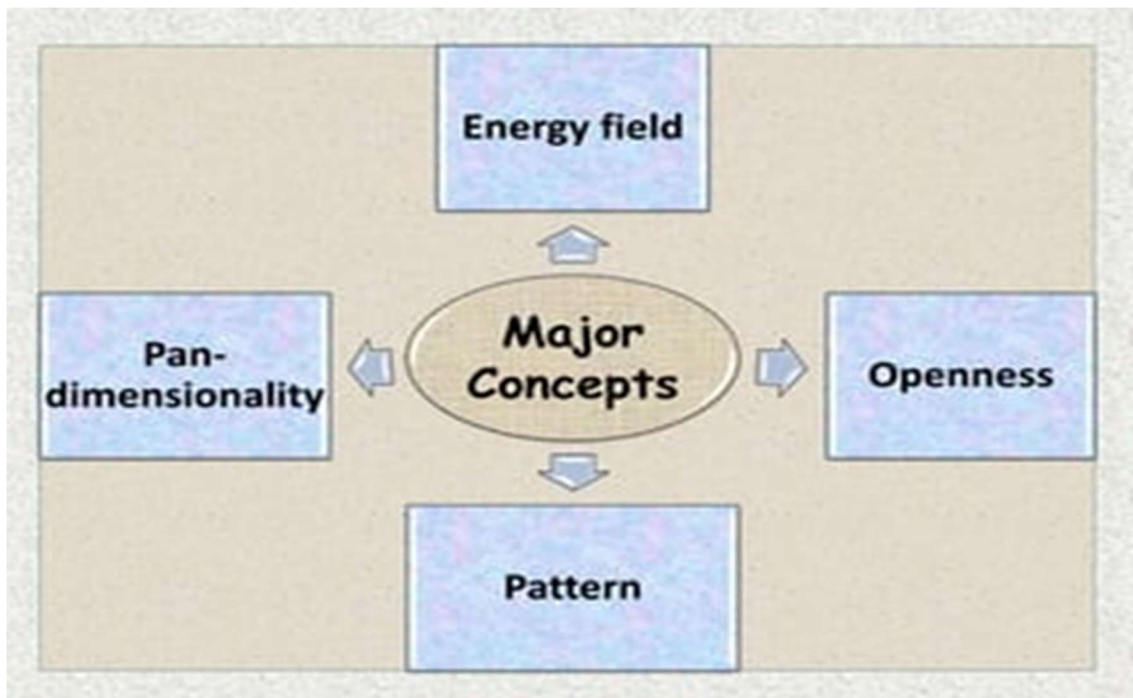 Energy field
Pan-
dimensionality
Major
Concepts
Openness
Pattern